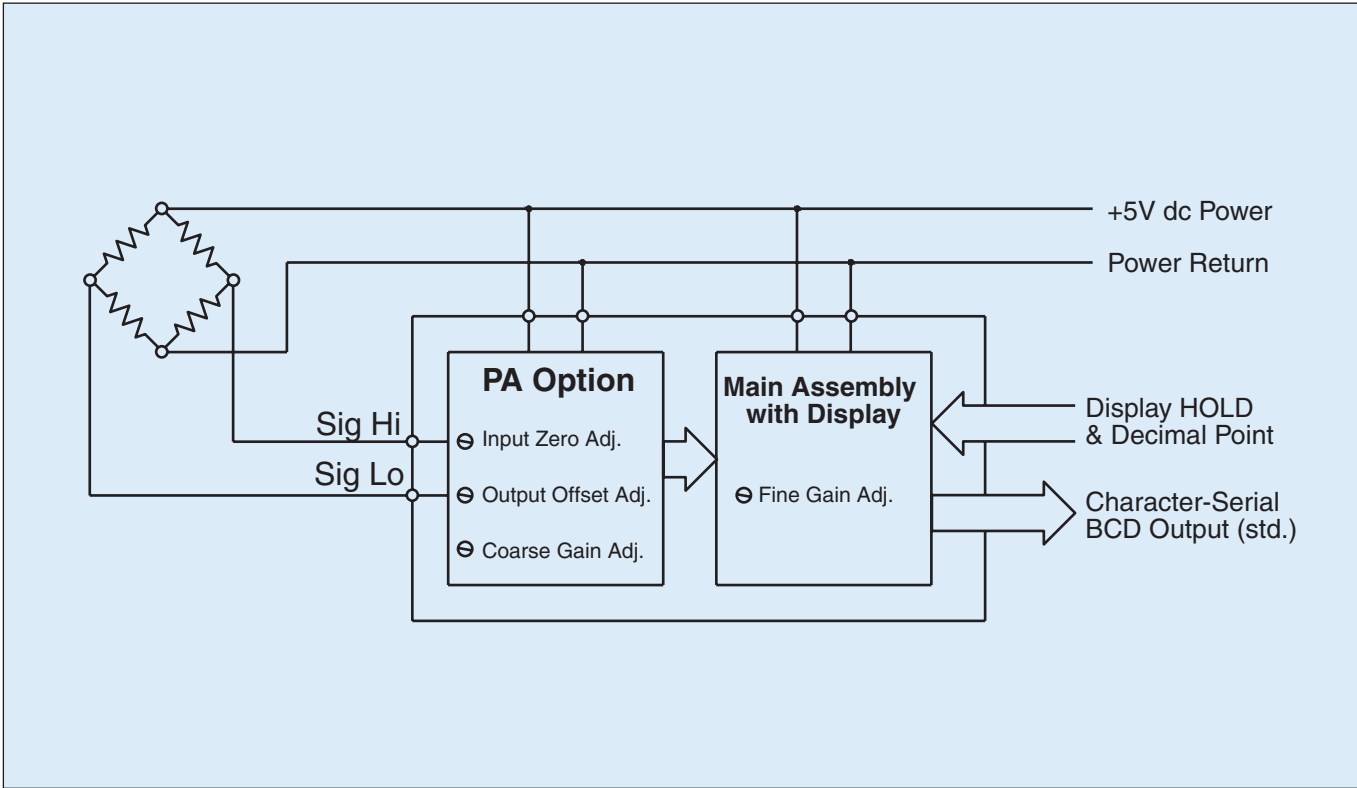 +5V dc Power
Power Return
PA Option
Main Assembly
with Display
Sig Hi
Input Zero Adj.
Display HOLD
& Decimal Point
Sig Lo
Output Offset Adj.
Fine Gain Adj.
Character-Serial
BCD Output (std.)
Coarse Gain Adj.